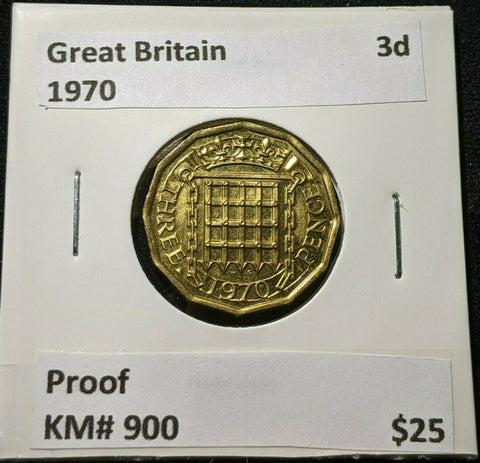 Great Britain 3d
1970
THREE PENCE
1970
Proof
KM# 900 $25